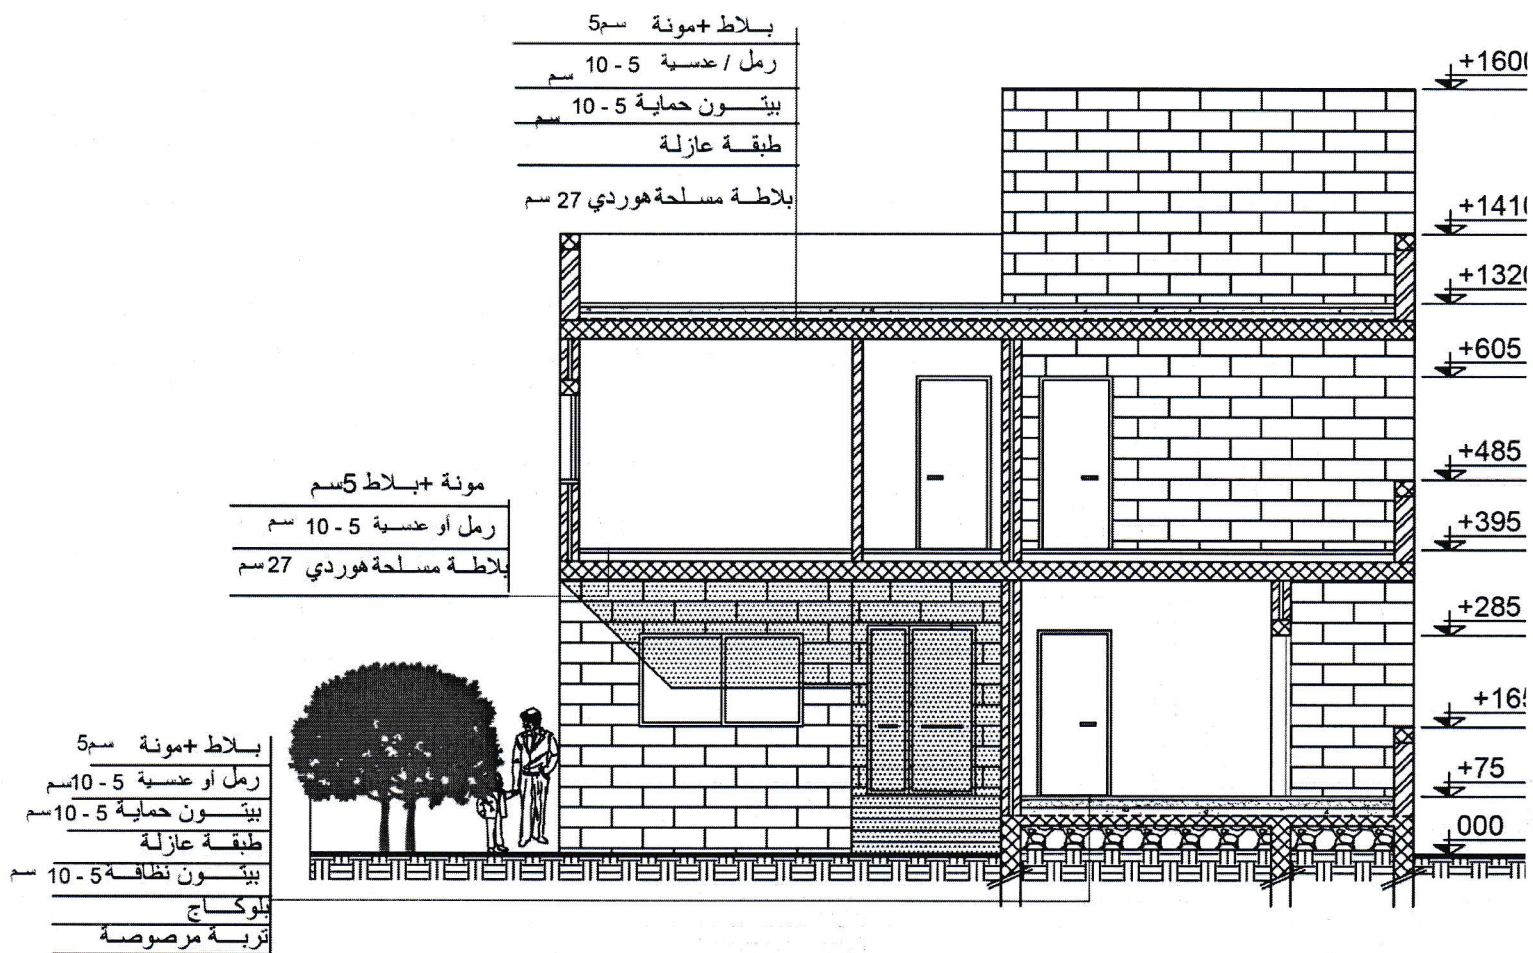 بلاط +مونة 5سم
رمل / عدسية 5 - 10 سم
بيتون حماية 5 - 10 سم
طبقة عازلة
بلاطة مسلحة هوردي 27 سم
+1600
+1410
+1320
+605
+485
+395
+285
+165
+75
000
مونة +بلاط 5سم
رمل أو عدسية 5 - 10 سم
بلاطة مسلحة هوردي 27 سم
بلاط +مونة 5سم
رمل او عدسية 5 - 10سم
بيتون حماية 5 - 10سم
طبقة عازلة
بيتون نظافة 5 - 10 سم
بلوكاج
تربة مرصوصة